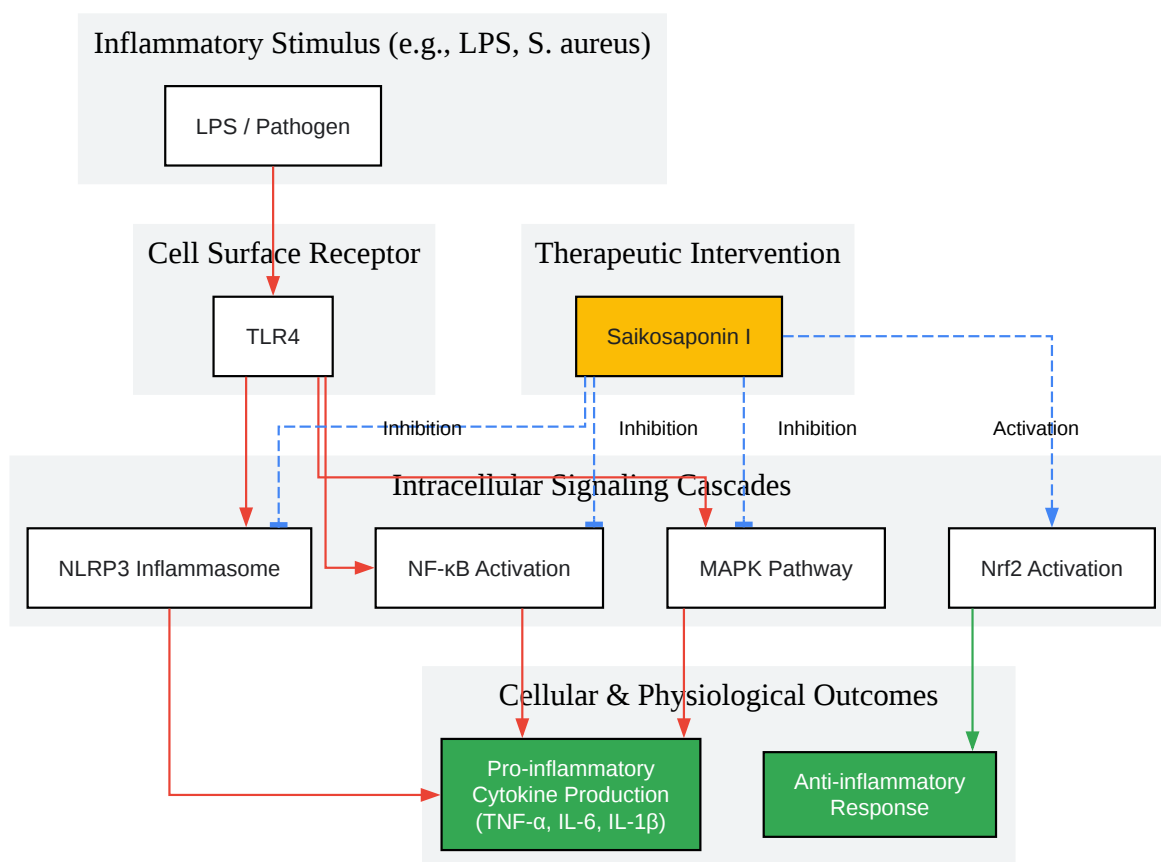 Inflammatory Stimulus (e.g., LPS, S. aureus)
LPS / Pathogen
Cell Surface Receptor
Therapeutic Intervention
TLR4
Saikosaponin I
Inhibition
Inhibition
Inhibition
Activation
Intracellular Signaling Cascades
NLRP3 Inflammasome
NF-κB Activation
MAPK Pathway
Nrf2 Activation
Cellular & Physiological Outcomes
Pro-inflammatory
Cytokine Production
(TNF-α, IL-6, IL-1β)
Anti-inflammatory
Response